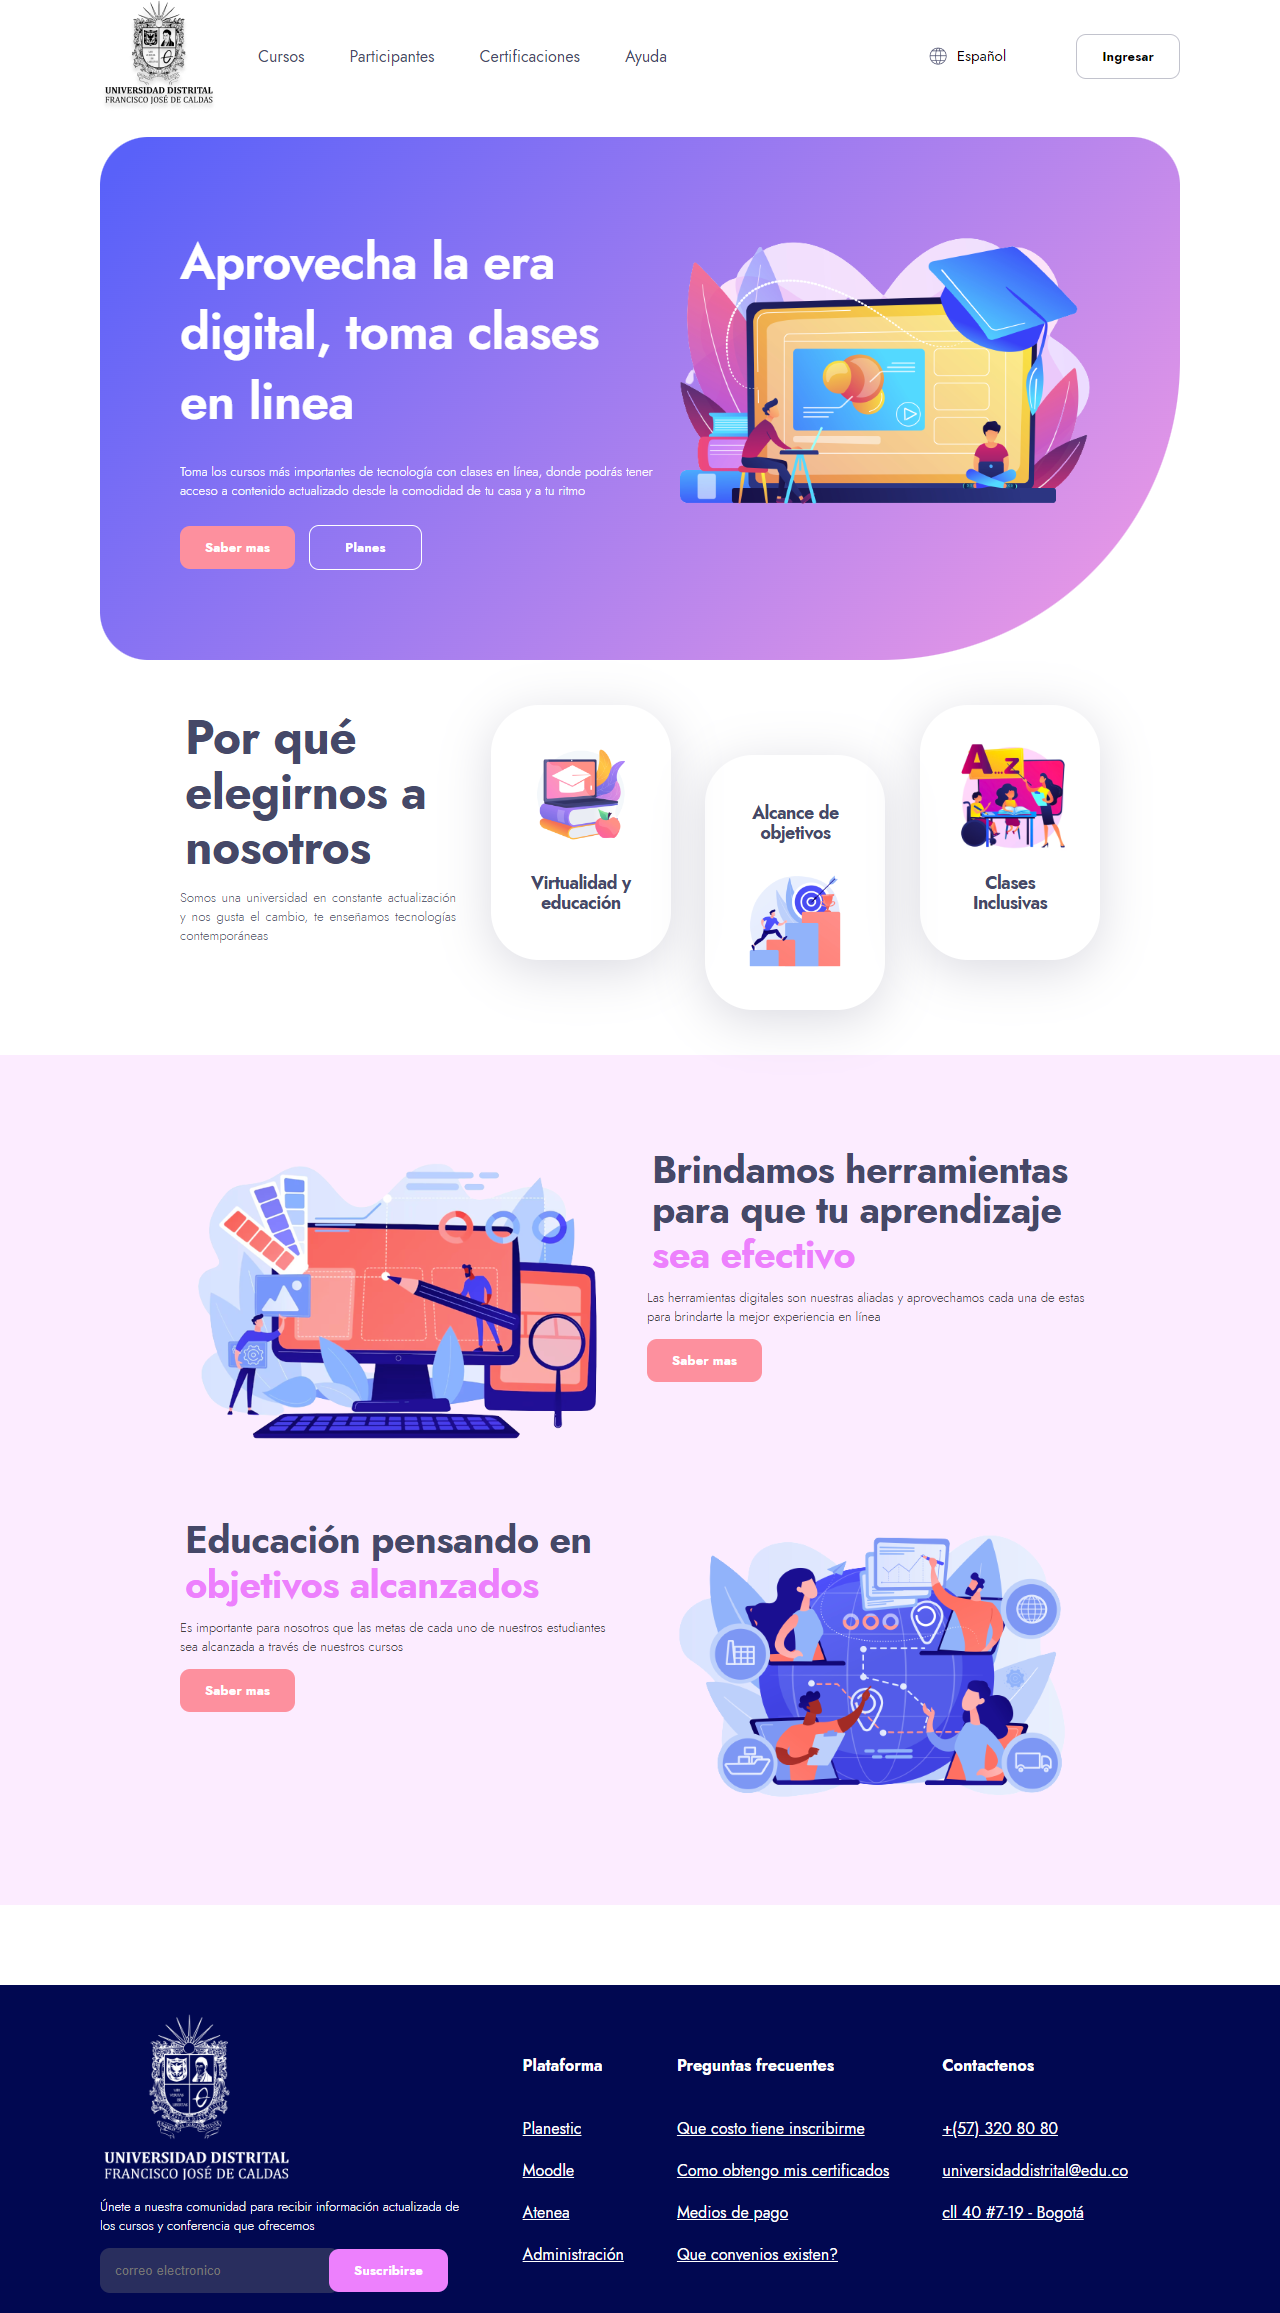 UNIVERSIDAD DISTRITAL
FRANCISCO JOSÉ DE CALDAS
Cursos
Participantes
Certificaciones
Ayuda
Español
Ingresar
Aprovecha la era
digital, toma clases
en linea
Toma los cursos más importantes de tecnología con clases en línea, donde podrás tener
acceso a contenido actualizado desde la comodidad de tu casa y a tu ritmo
Saber mas
Planes
Por qué
elegirnos a
nosotros
Somos una universidad en constante actualización
y nos gusta el cambio, te enseñamos tecnologías
contemporáneas
Virtualidad y
educación
Alcance de
objetivos
A...z
Clases
Inclusivas
Brindamos herramientas
para que tu aprendizaje
sea efectivo
Las herramientas digitales son nuestras aliadas y aprovechamos cada una de estas
para brindarte la mejor experiencia en línea
Saber mas
Educación pensando en
objetivos alcanzados
Es importante para nosotros que las metas de cada uno de nuestros estudiantes
sea alcanzada a través de nuestros cursos
Saber mas
UNIVERSIDAD DISTRITAL
FRANCISCO JOSÉ DE CALDAS
Únete a nuestra comunidad para recibir información actualizada de
los cursos y conferencia que ofrecemos
correo electronico
Suscribirse
Plataforma
Planestic
Moodle
Atenea
Administración
Preguntas frecuentes
Que costo tiene inscribirme
Como obtengo mis certificados
Medios de pago
Que convenios existen?
Contactenos
+(57) 320 80 80
universidaddistrital@edu.co
cll 40 #7-19 - Bogotá